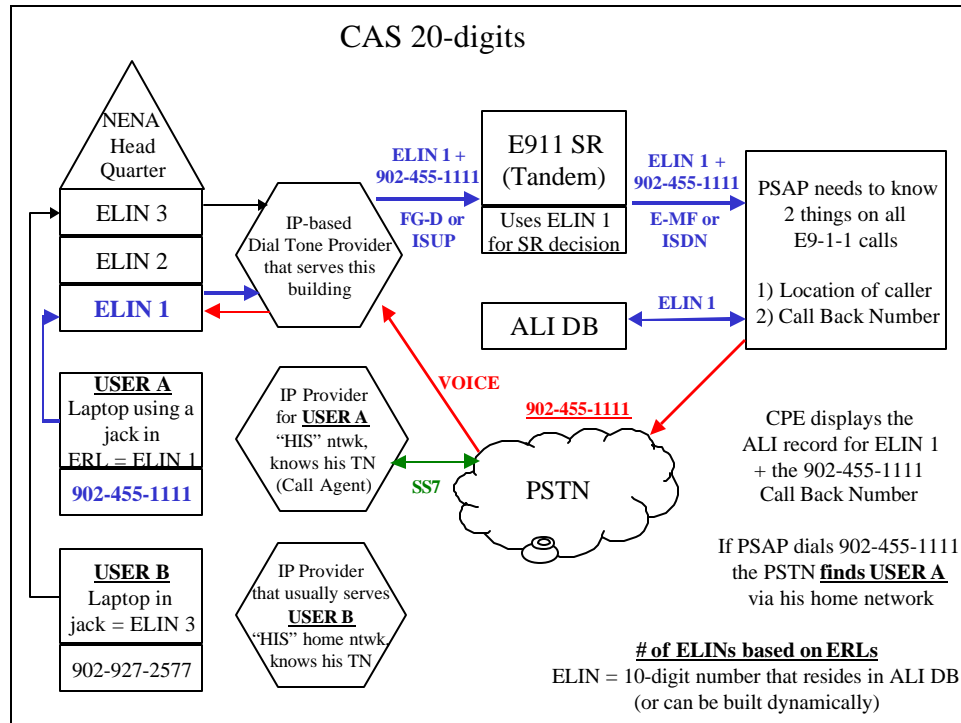 CAS 20-digits
NENA
Head
Quarter
ELIN 3
ELIN 2
ELIN 1
USER A
Laptop using a
jack in
ERL = ELIN 1
902-455-1111
USER B
Laptop in
jack = ELIN 3
902-927-2577
IP-based
Dial Tone Provider
that serves this
building
IP Provider
for USER A
“HIS” ntwk,
knows his TN
(Call Agent)
IP Provider
that usually serves
USER B
“HIS” home ntwk,
knows his TN
ELIN 1 +
902-455-1111
FG-D or
ISUP
E911 SR
(Tandem)
Uses ELIN 1
for SR decision
ELIN 1 +
902-455-1111
E-MF or
ISDN
ALI DB
ELIN 1
PSAP needs to know
2 things on all
E9-1-1 calls
1) Location of caller
2) Call Back Number
VOICE
902-455-1111
SS7
PSTN
CPE displays the
ALI record for ELIN 1
+ the 902-455-1111
Call Back Number
If PSAP dials 902-455-1111
the PSTN finds USER A
via his home network
# of ELINs based on ERLs
ELIN = 10-digit number that resides in ALI DB
(or can be built dynamically)